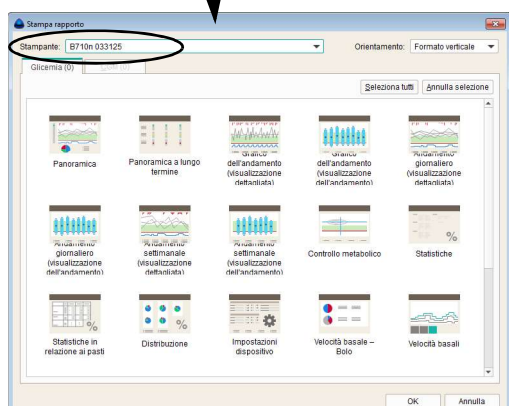 Stampa rapporto
Stampante: B710n 033125 Orientamento: Formato verticale
Glicemia (0)
Seleziona tutti Annulla selezione
Panoramica
Panoramica a lungo
termine
Grafico
dell'andamento
(visualizzazione
dettagliata)
Grafico
dell'andamento
(visualizzazione
dell'andamento)
Andamento
giornaliero
(visualizzazione
dettagliata)
Andamento
giornaliero
(visualizzazione
dell'andamento)
Andamento
settimanale
(visualizzazione
dettagliata)
Andamento
settimanale
(visualizzazione
dell'andamento)
Controllo metabolico
Statistiche
Statistiche in
relazione ai pasti
Distribuzione
Impostazioni
dispositivo
Velocità basale –
Bolo
Velocità basali
OK Annulla